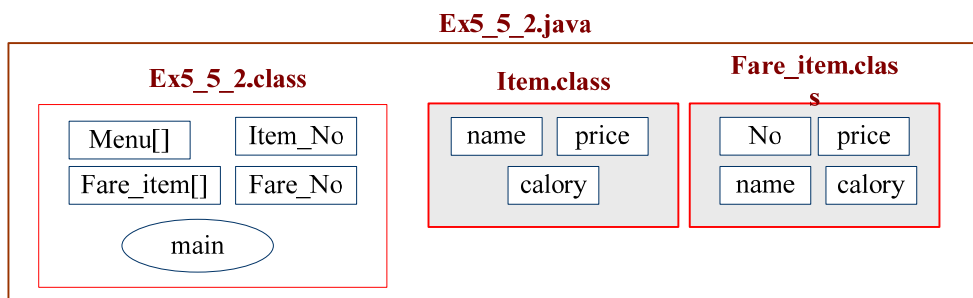 Ex5_5_2.java
Ex5_5_2.class
Menu[]
Item_No
Fare_item[]
Fare_No
main
Item.class
name
price
calory
Fare_item.clas
s
No
price
name
calory